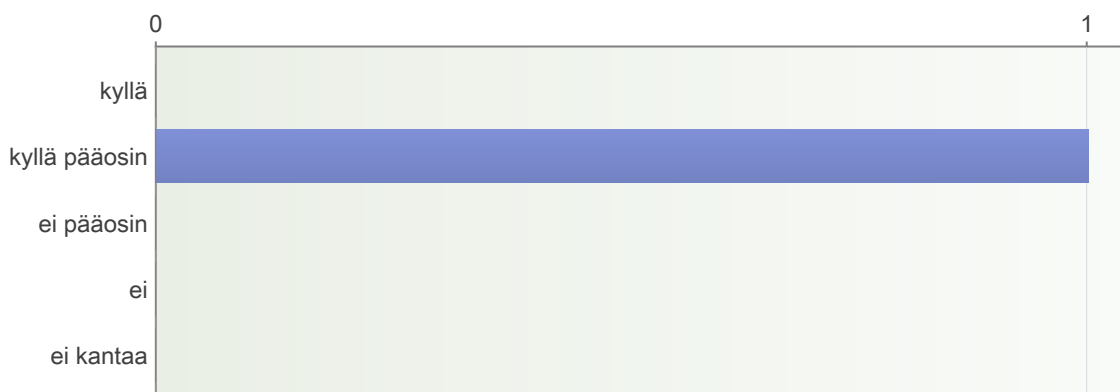 0 1
kyllä
kyllä pääosin
ei pääosin
ei
ei kantaa